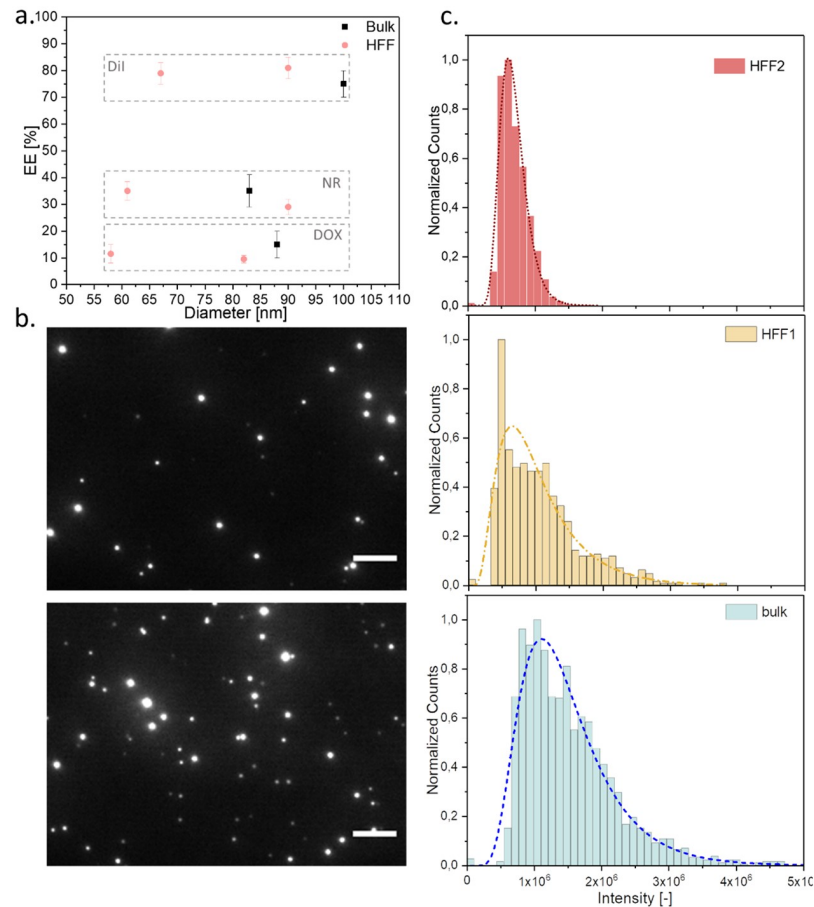 a.
Bulk
HFF
100
90
80
70
60
50
40
30
20
10
0
EE [%]
DiI
NR
DOX
50 55 60 65 70 75 80 85 90 95 100 105 110
Diameter [nm]
b.
c.
HFF2
1,0
0,8
0,6
0,4
0,2
0,0
Normalized Counts
HFF1
1,0
0,8
0,6
0,4
0,2
0,0
Normalized Counts
bulk
1,0
0,8
0,6
0,4
0,2
0,0
Normalized Counts
0 1x10⁶ 2x10⁶ 3x10⁶ 4x10⁶ 5x10
Intensity [-]